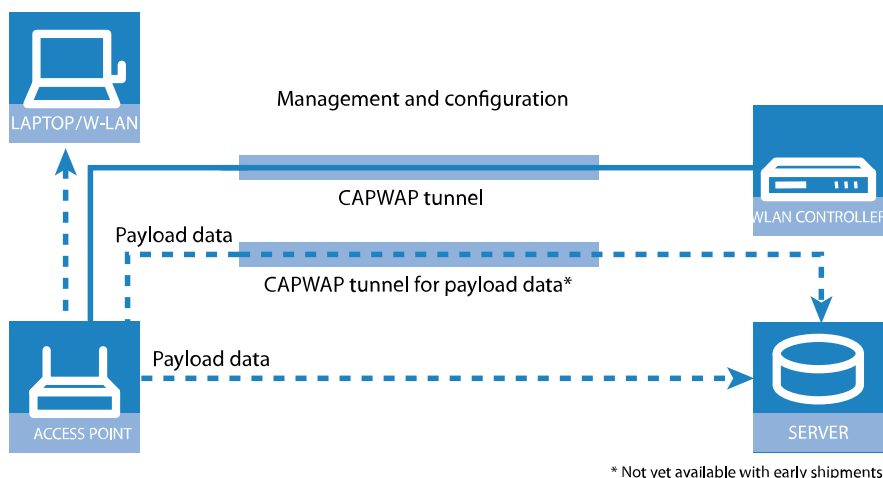 LAPTOP/W-LAN
Management and configuration
CAPWAP tunnel
WLAN CONTROLLER
Payload data
CAPWAP tunnel for payload data*
Payload data
ACCESS POINT
SERVER
* Not yet available with early shipments